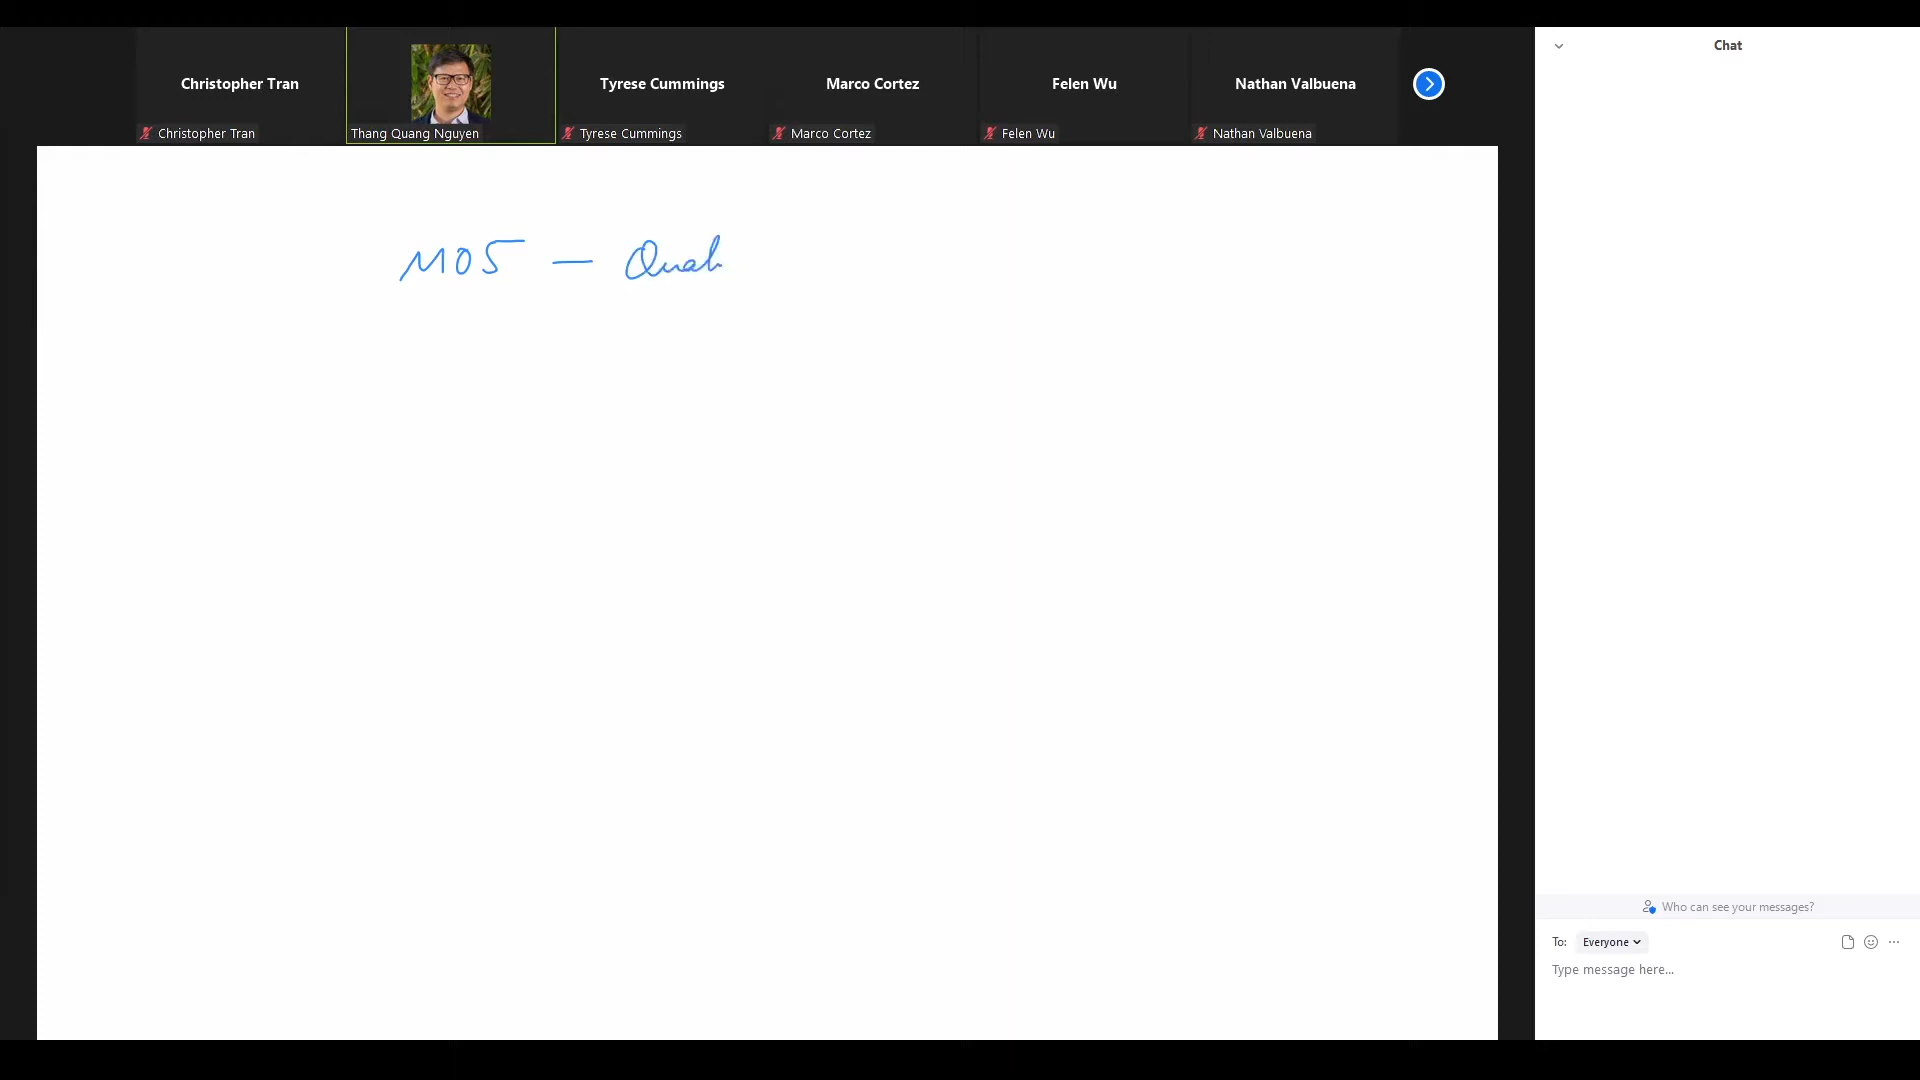 Chat
Christopher Tran
Tyrese Cummings
Marco Cortez
Felen Wu
Nathan Valbuena
Christopher Tran
Thang Quang Nguyen
Tyrese Cummings
Marco Cortez
Felen Wu
Nathan Valbuena
M05 — Qual
Who can see your messages?
To: Everyone
Type message here...